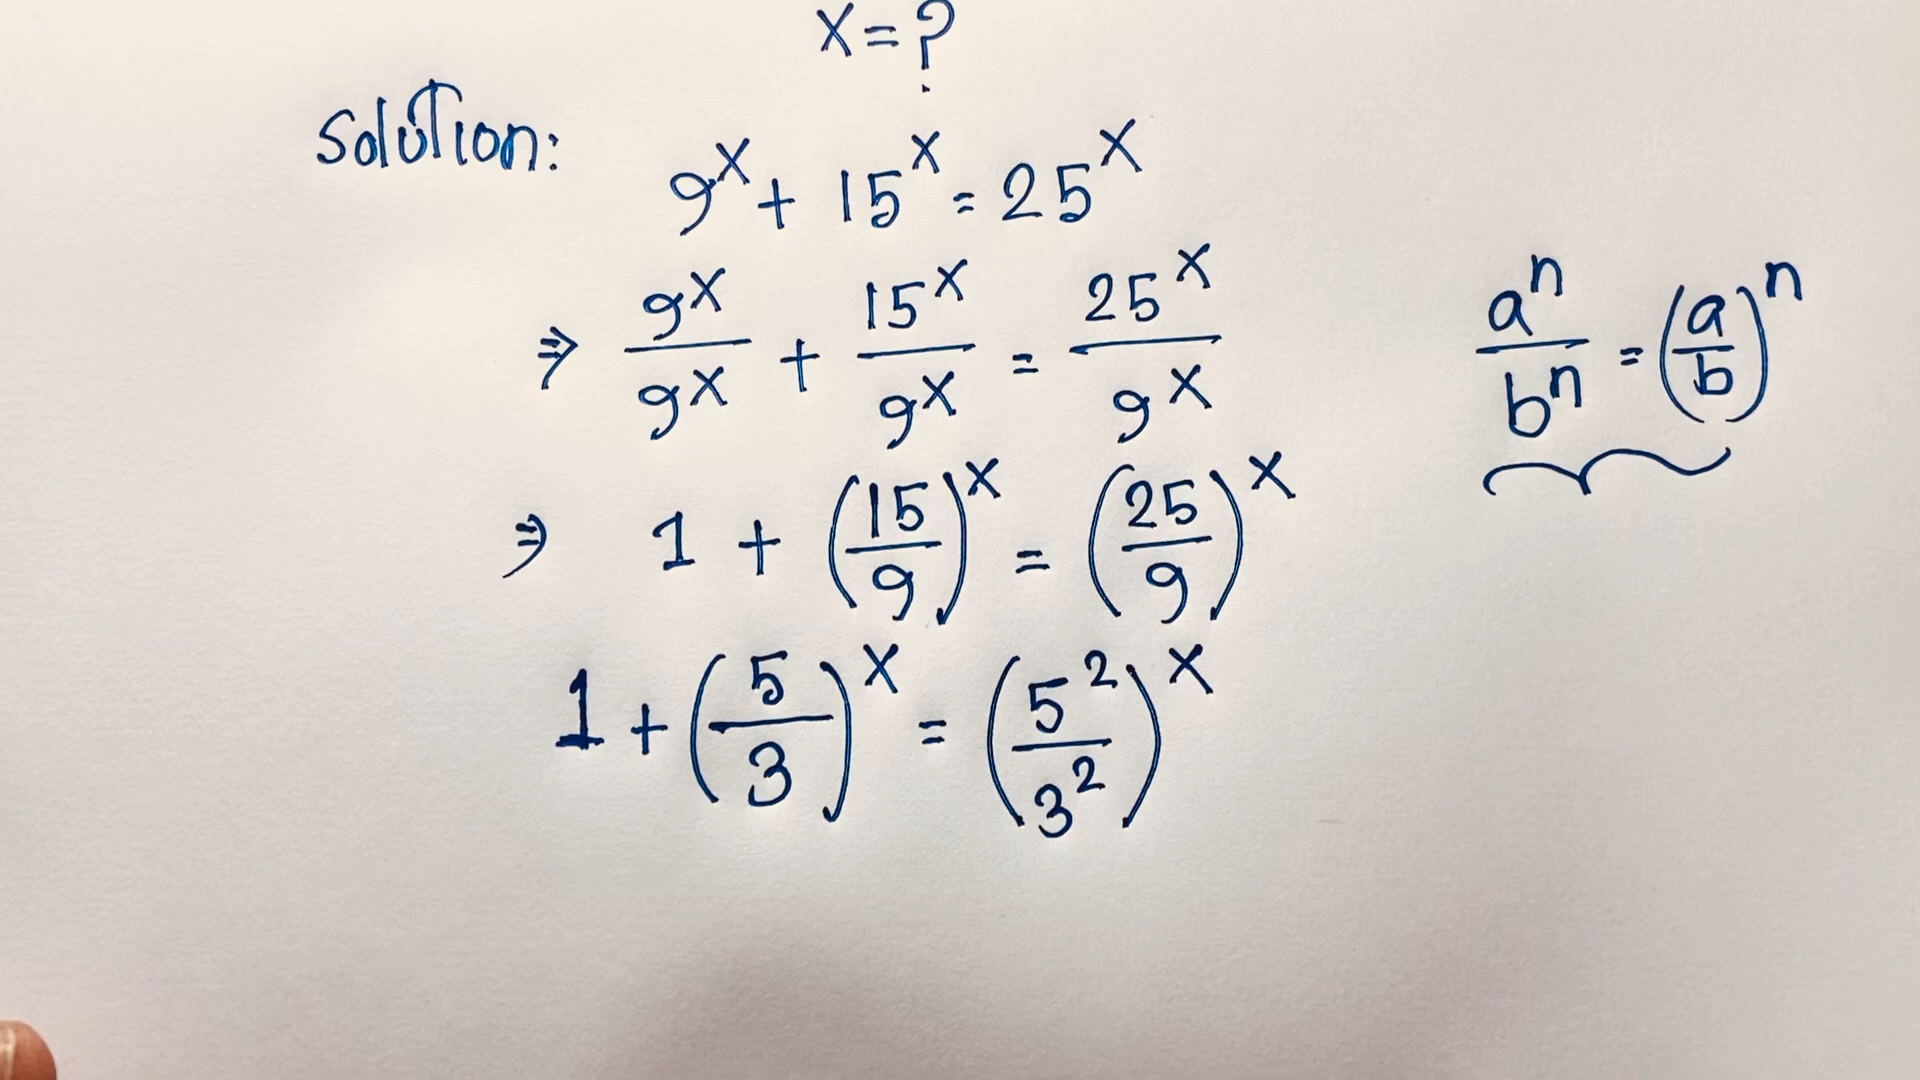 x = ?
Solution:
9^x + 15^x = 25^x
⇒ 9^x/9^x + 15^x/9^x = 25^x/9^x
a^n/b^n = (a/b)^n
⇒ 1 + (15/9)^x = (25/9)^x
1 + (5/3)^x = (5^2/3^2)^x